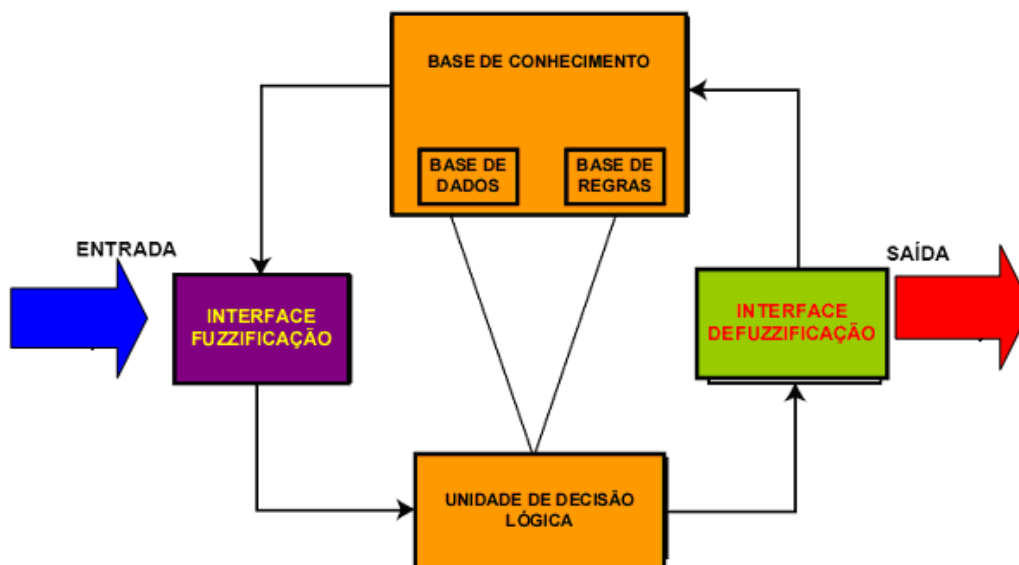 BASE DE CONHECIMENTO
BASE DE
DADOS
BASE DE
REGRAS
ENTRADA
SAÍDA
INTERFACE
FUZZIFICAÇÃO
INTERFACE
DEFUZZIFICAÇÃO
UNIDADE DE DECISÃO
LÓGICA